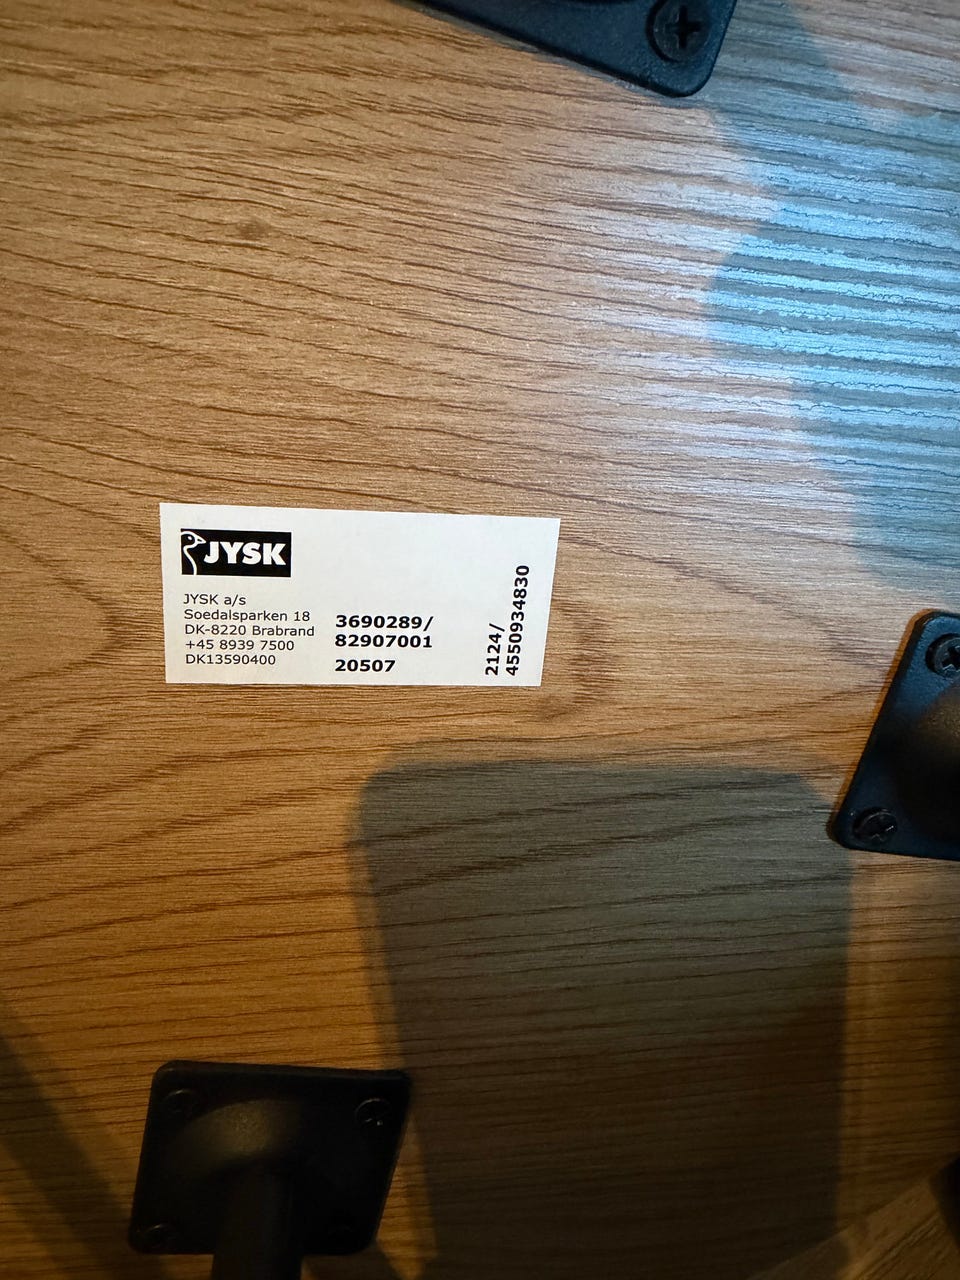 JYSK
JYSK a/s
Soedalsparken 18
DK-8220 Brabrand
+45 8939 7500
DK13590400
3690289/
82907001
20507
2124/
4550934830